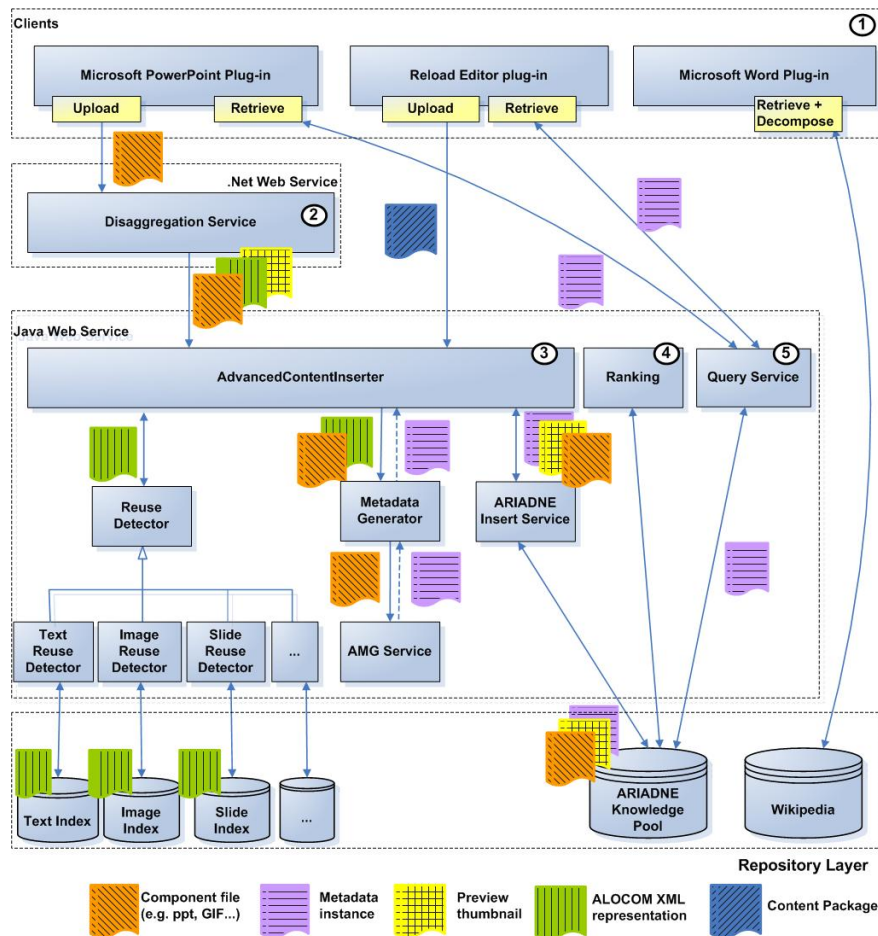 Clients
1
Microsoft PowerPoint Plug-in
Reload Editor plug-in
Microsoft Word Plug-in
Upload
Retrieve
Upload
Retrieve
Retrieve +
Decompose
.Net Web Service
Disaggregation Service
2
Java Web Service
AdvancedContentInserter
3
Ranking
4
Query Service
5
Reuse
Detector
Metadata
Generator
ARIADNE
Insert Service
Text
Reuse
Detector
Image
Reuse
Detector
Slide
Reuse
Detector
...
AMG Service
Text Index
Image
Index
Slide
Index
...
ARIADNE
Knowledge
Pool
Wikipedia
Repository Layer
Component file
(e.g. ppt, GIF...)
Metadata
instance
Preview
thumbnail
ALOCOM XML
representation
Content Package